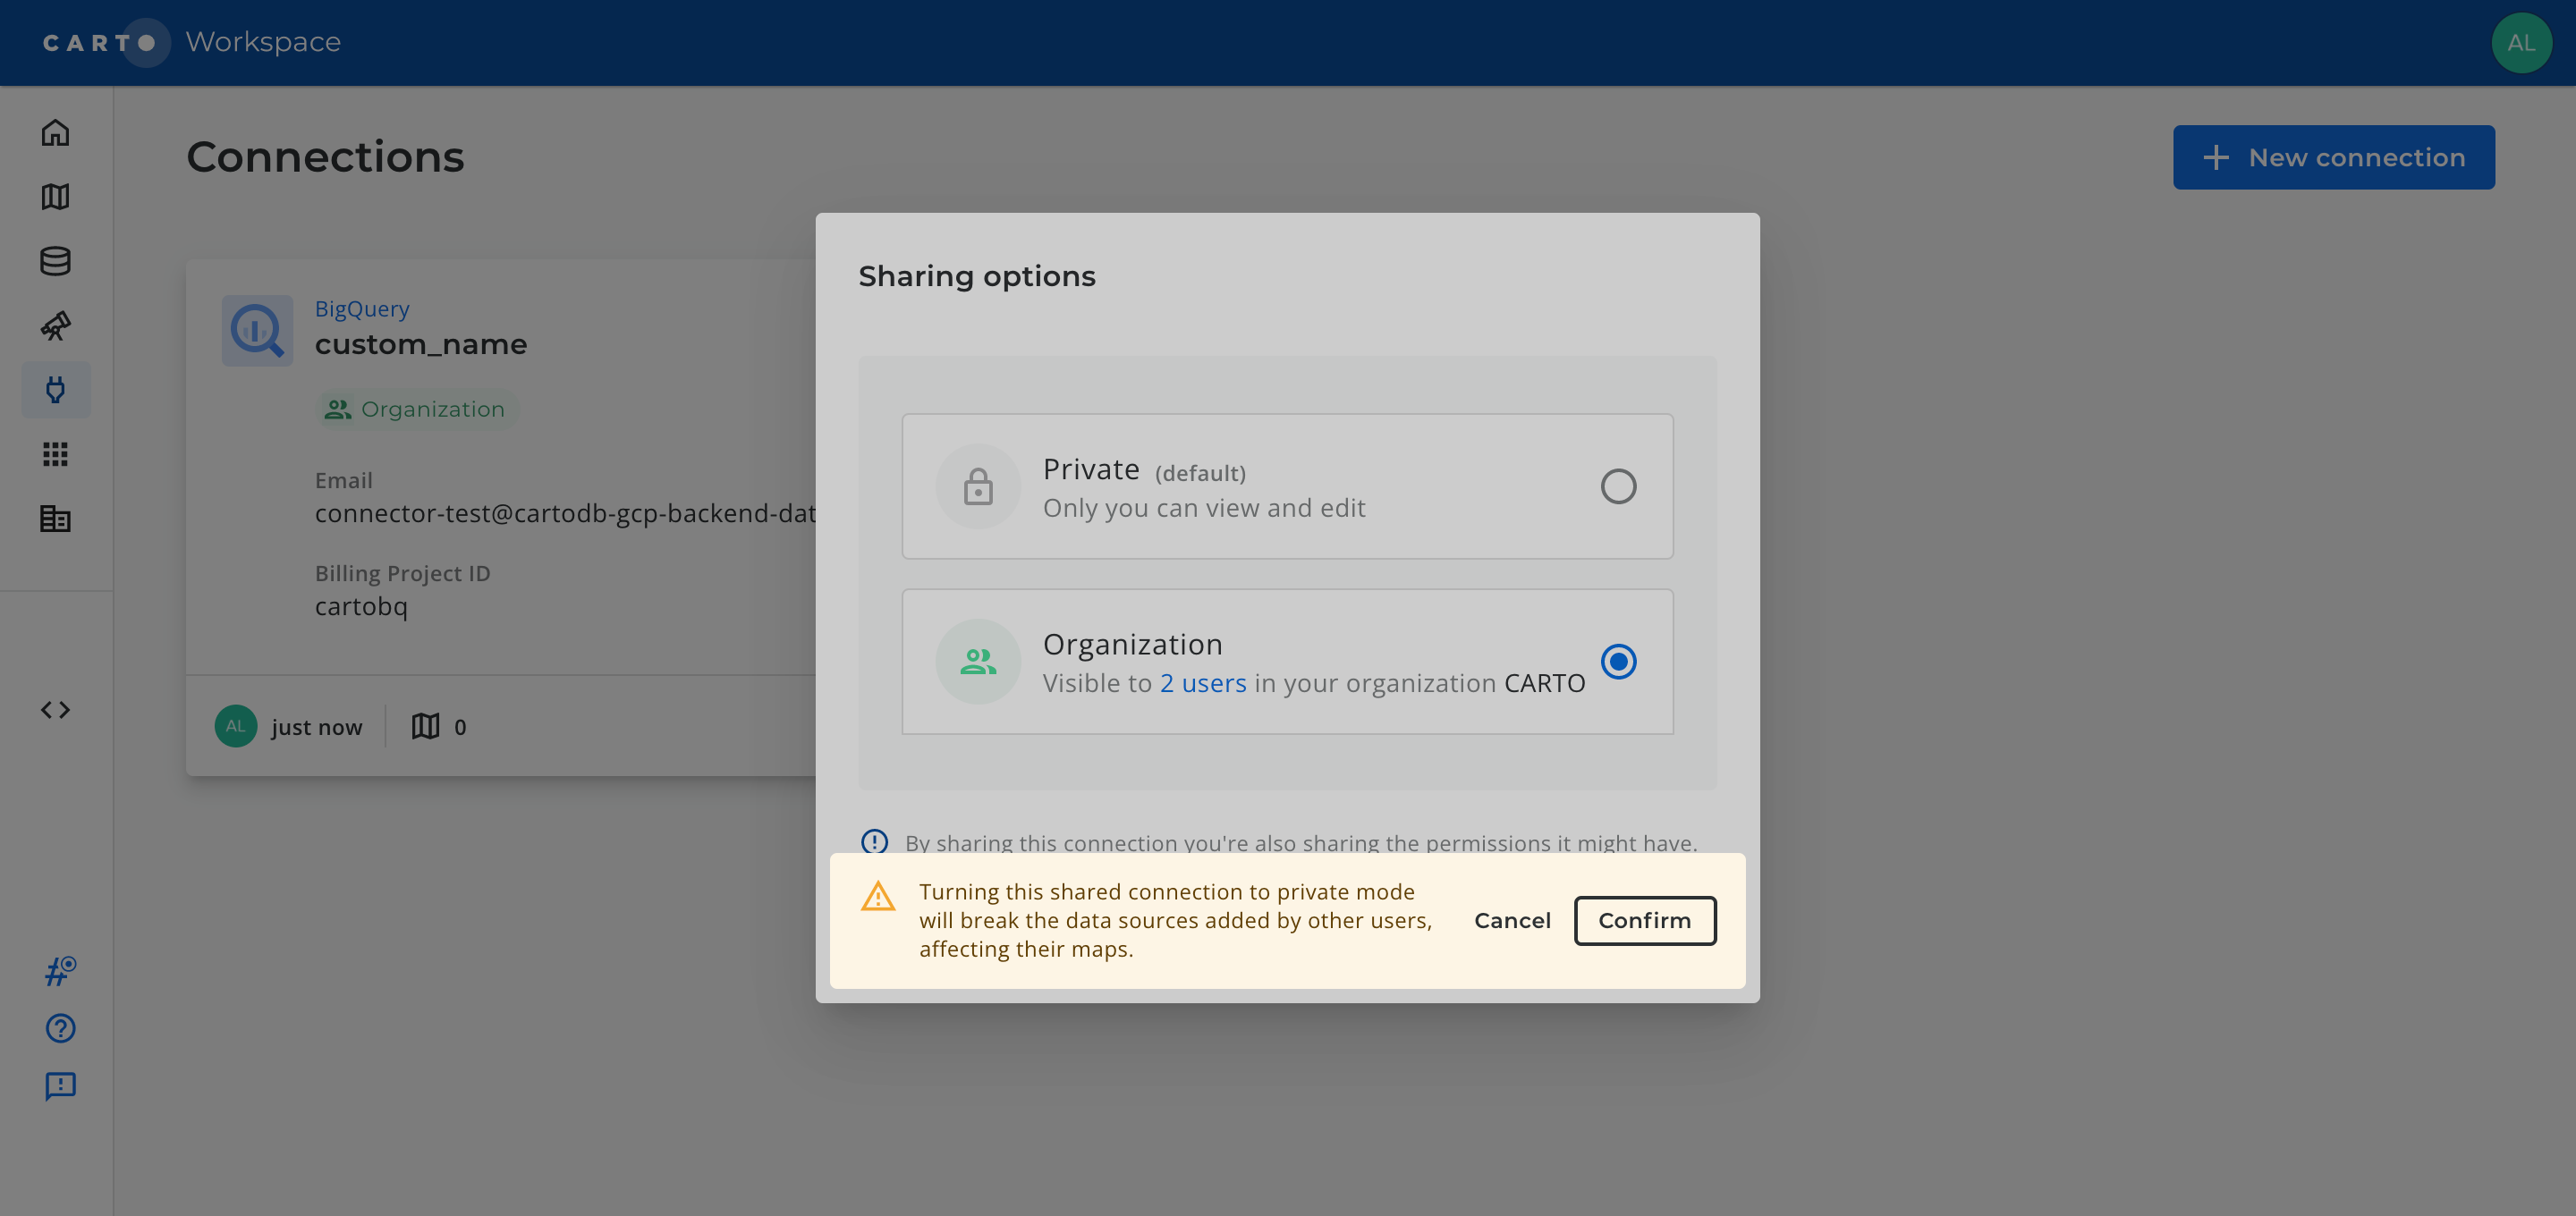 CARTO Workspace
AL
Connections
New connection
BigQuery
custom_name
Organization
Email
connector-test@cartodb-gcp-backend-dat
Billing Project ID
cartobq
AL just now 0
Sharing options
Private (default)
Only you can view and edit
Organization
Visible to 2 users in your organization CARTO
By sharing this connection you're also sharing the permissions it might have.
Turning this shared connection to private mode
will break the data sources added by other users,
affecting their maps.
Cancel
Confirm